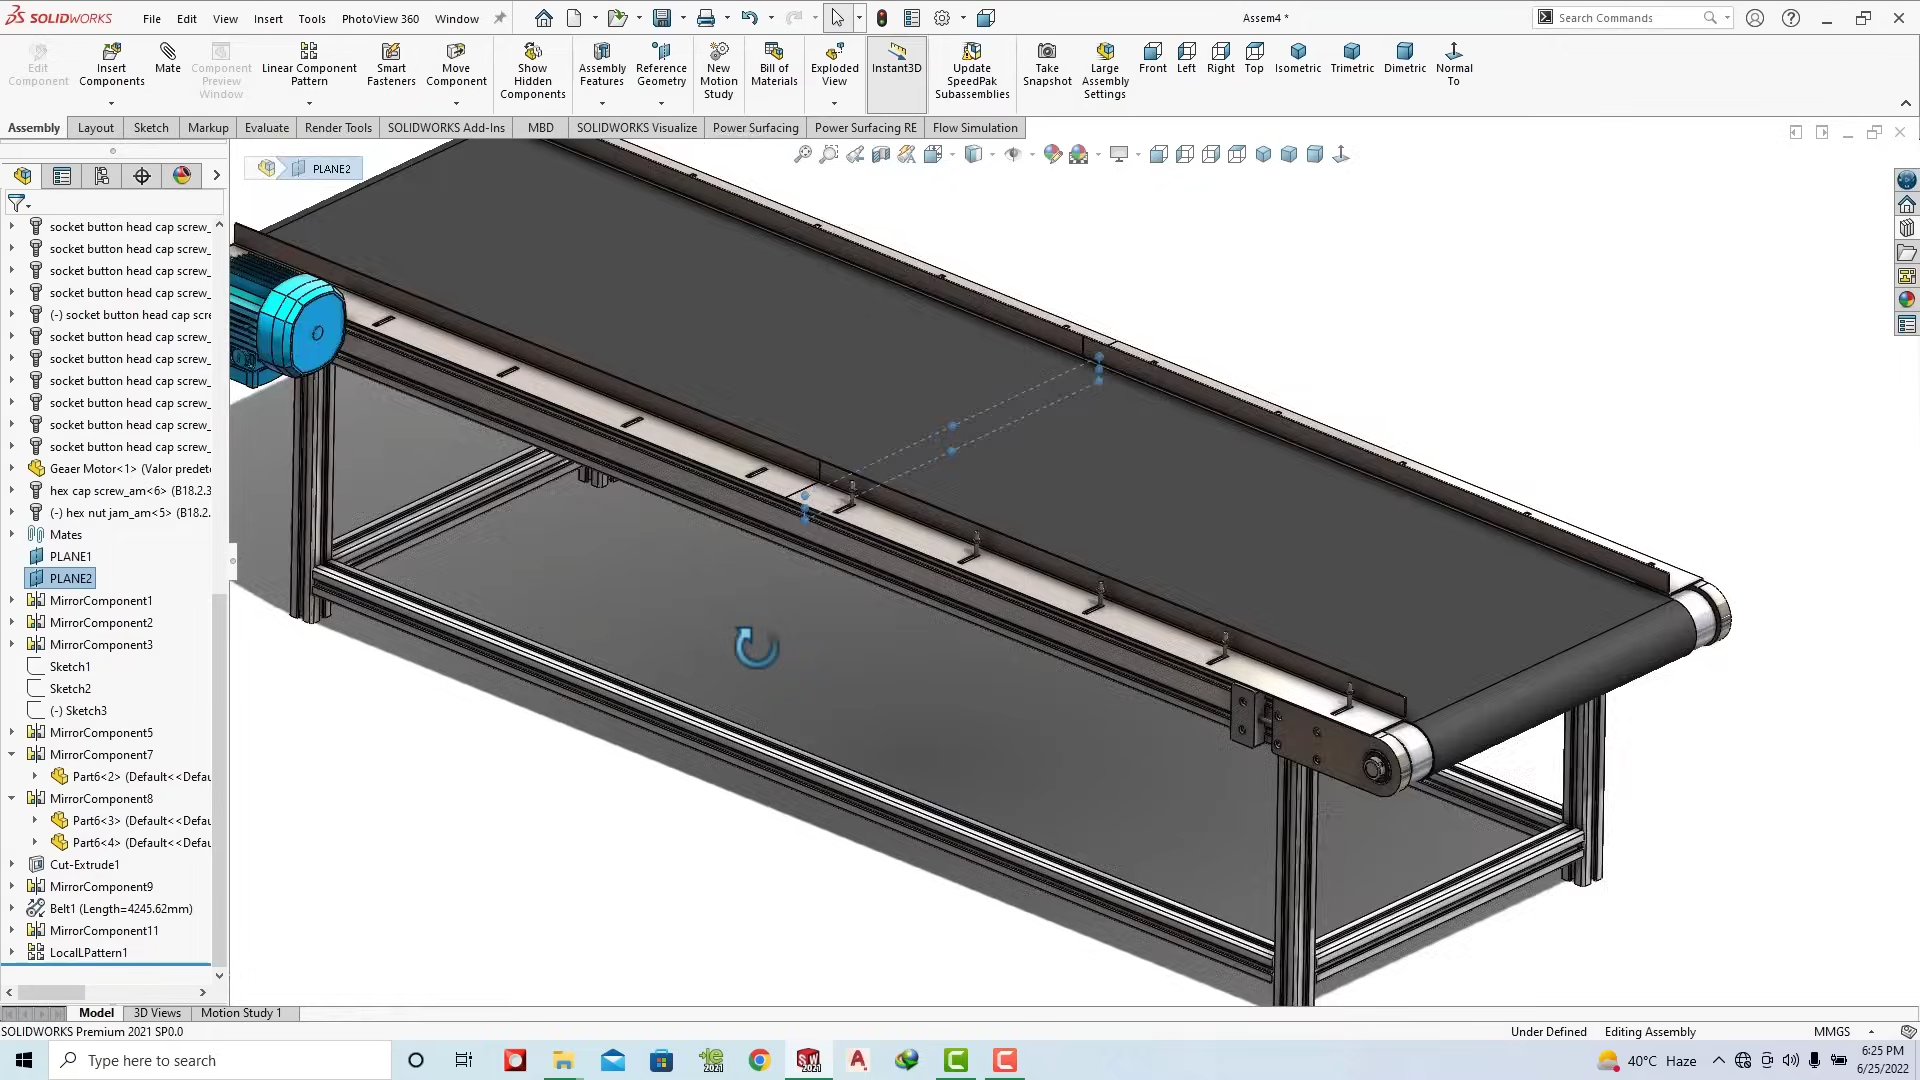 SOLIDWORKS File Edit View Insert Tools PhotoView 360 Window Assem4 * Search Commands
Edit Component
Insert Components
Mate
Component Preview Window
Linear Component Pattern
Smart Fasteners
Move Component
Show Hidden Components
Assembly Features
Reference Geometry
New Motion Study
Bill of Materials
Exploded View
Instant3D
Update SpeedPak Subassemblies
Take Snapshot
Large Assembly Settings
Front
Left
Right
Top
Isometric
Trimetric
Dimetric
Normal To
Assembly Layout Sketch Markup Evaluate Render Tools SOLIDWORKS Add-Ins MBD SOLIDWORKS Visualize Power Surfacing Power Surfacing RE Flow Simulation
PLANE2
socket button head cap screw_
socket button head cap screw_
socket button head cap screw_
socket button head cap screw_
(-) socket button head cap scre
socket button head cap screw_
socket button head cap screw_
socket button head cap screw_
socket button head cap screw_
socket button head cap screw_
socket button head cap screw_
Geaer Motor<1> (Valor predete
hex cap screw_am<6> (B18.2.3
(-) hex nut jam_am<5> (B18.2.
Mates
PLANE1
PLANE2
MirrorComponent1
MirrorComponent2
MirrorComponent3
Sketch1
Sketch2
(-) Sketch3
MirrorComponent5
MirrorComponent7
Part6<2> (Default<<Defau
MirrorComponent8
Part6<3> (Default<<Defau
Part6<4> (Default<<Defau
Cut-Extrude1
MirrorComponent9
Belt1 (Length=4245.62mm)
MirrorComponent11
LocalLPattern1
Model 3D Views Motion Study 1
SOLIDWORKS Premium 2021 SP0.0 Under Defined Editing Assembly MMGS
Type here to search 40°C Haze 6:25 PM
6/25/2022